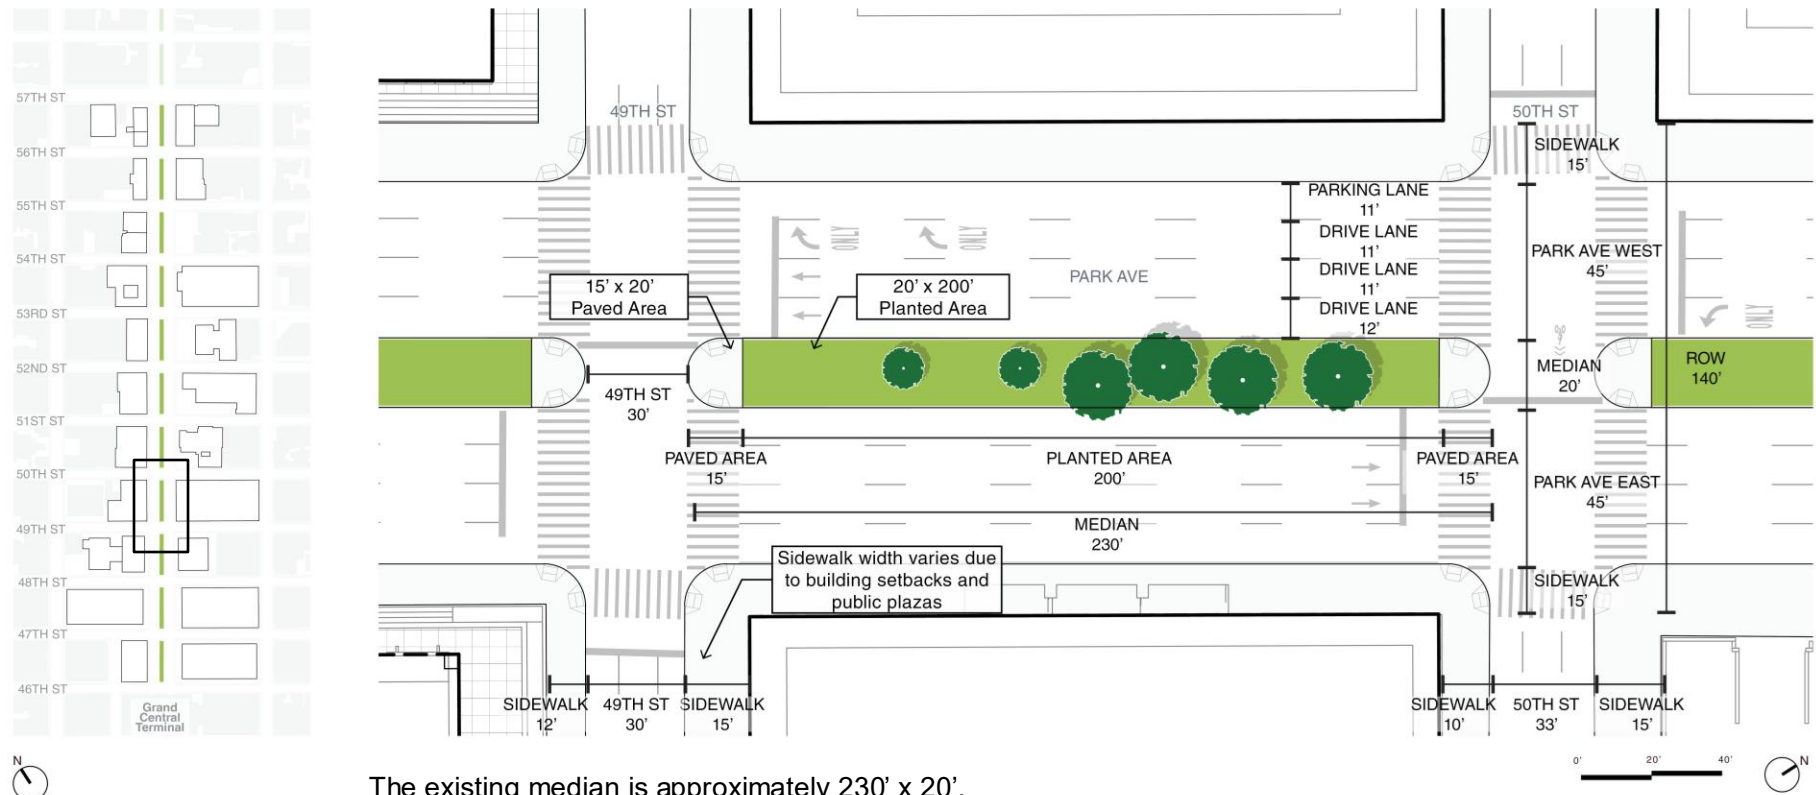 57TH ST
56TH ST
55TH ST
54TH ST
53RD ST
52ND ST
51ST ST
50TH ST
49TH ST
48TH ST
47TH ST
46TH ST
Grand
Central
Terminal
N
49TH ST
50TH ST
SIDEWALK
15'
PARKING LANE
11'
DRIVE LANE
11'
DRIVE LANE
11'
DRIVE LANE
12'
ONLY
ONLY
PARK AVE
PARK AVE WEST
45'
ONLY
15' x 20'
Paved Area
20' x 200'
Planted Area
49TH ST
30'
MEDIAN
20'
ROW
140'
PAVED AREA
15'
PLANTED AREA
200'
PAVED AREA
15'
PARK AVE EAST
45'
MEDIAN
230'
Sidewalk width varies due
to building setbacks and
public plazas
SIDEWALK
15'
SIDEWALK
12'
49TH ST
30'
SIDEWALK
15'
SIDEWALK
10'
50TH ST
33'
SIDEWALK
15'
0' 20' 40'
N
The existing median is approximately 230' x 20'.